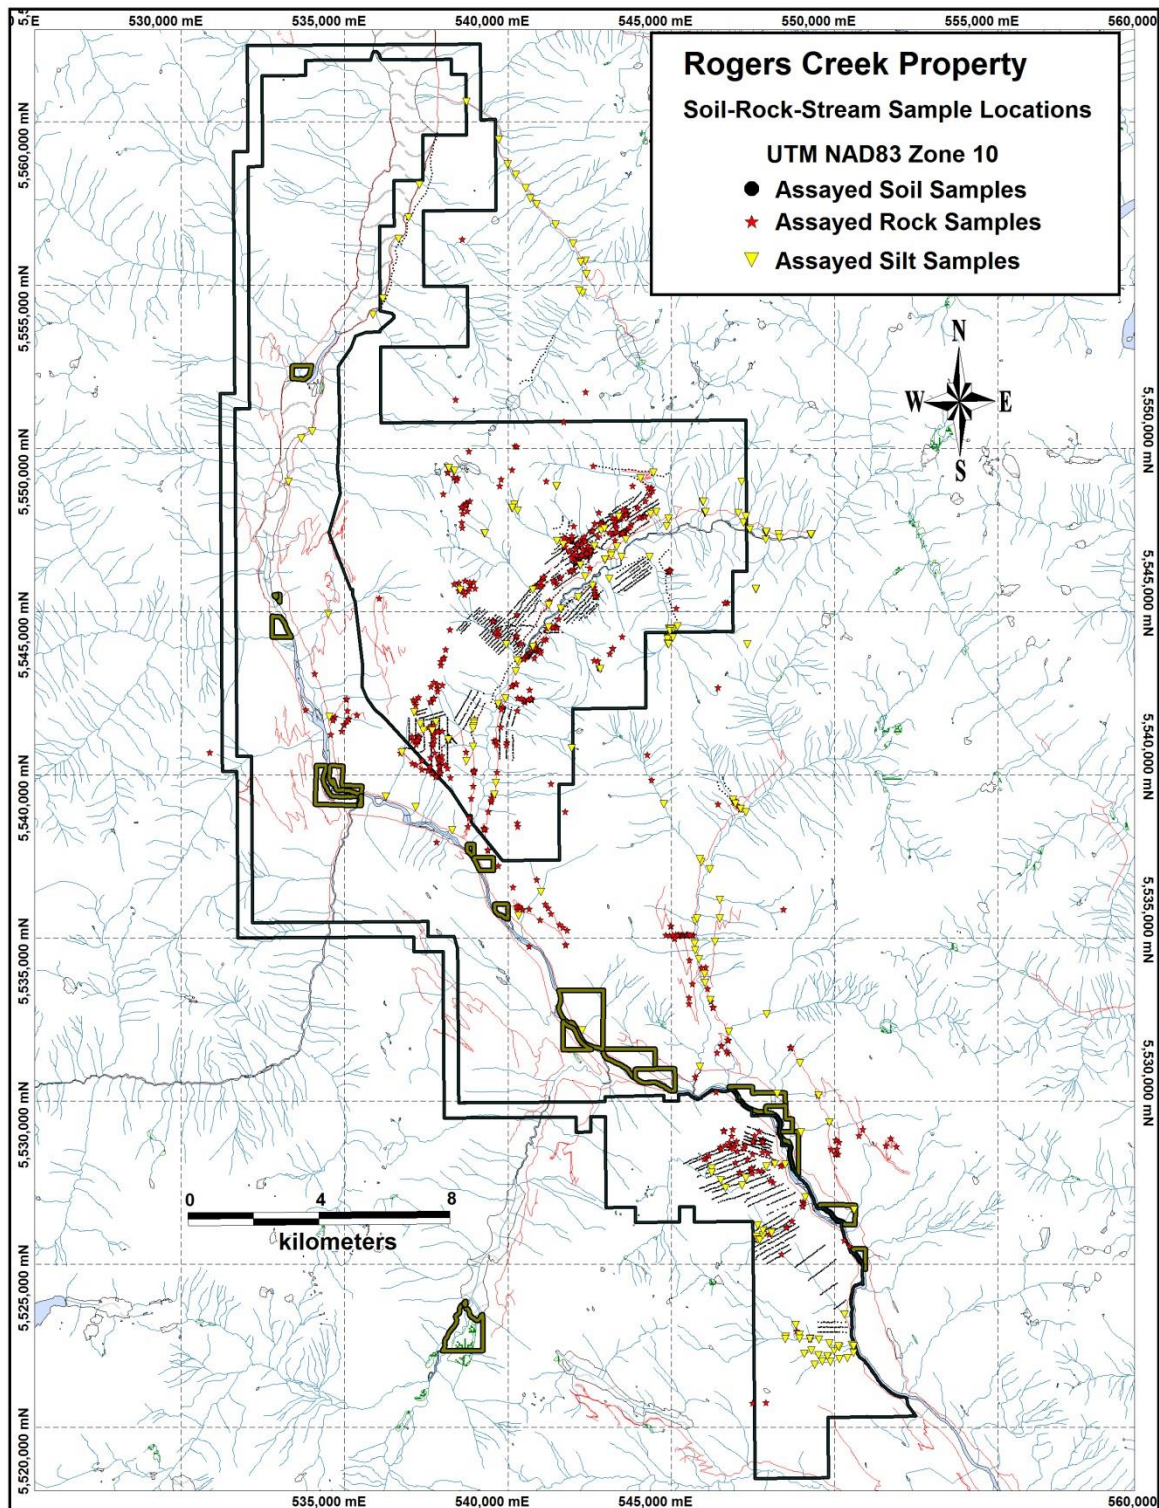 530,000 mE
535,000 mE
540,000 mE
545,000 mE
550,000 mE
555,000 mE
560,000
Rogers Creek Property
Soil-Rock-Stream Sample Locations
UTM NAD83 Zone 10
Assayed Soil Samples
Assayed Rock Samples
Assayed Silt Samples
5,560,000 mN
5,555,000 mN
5,550,000 mN
5,545,000 mN
5,540,000 mN
5,535,000 mN
5,530,000 mN
5,525,000 mN
5,520,000 mN
N
W
E
S
5,550,000 mN
5,545,000 mN
5,540,000 mN
5,535,000 mN
5,530,000 mN
0 4 8
kilometers
535,000 mE
540,000 mE
545,000 mE
560,000